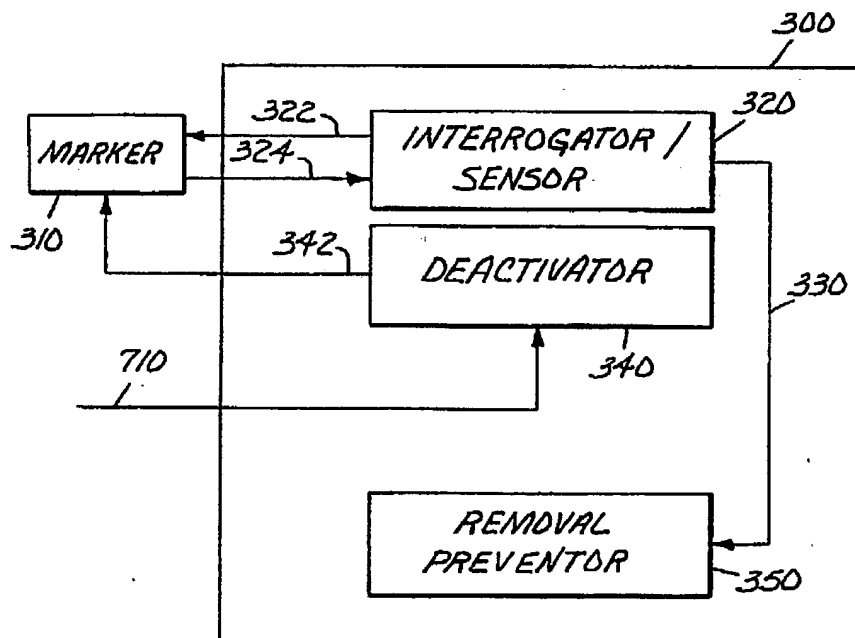 300
322
320
MARKER
INTERROGATOR /
SENSOR
324
310
342
DEACTIVATOR
330
710
340
REMOVAL
PREVENTOR
350